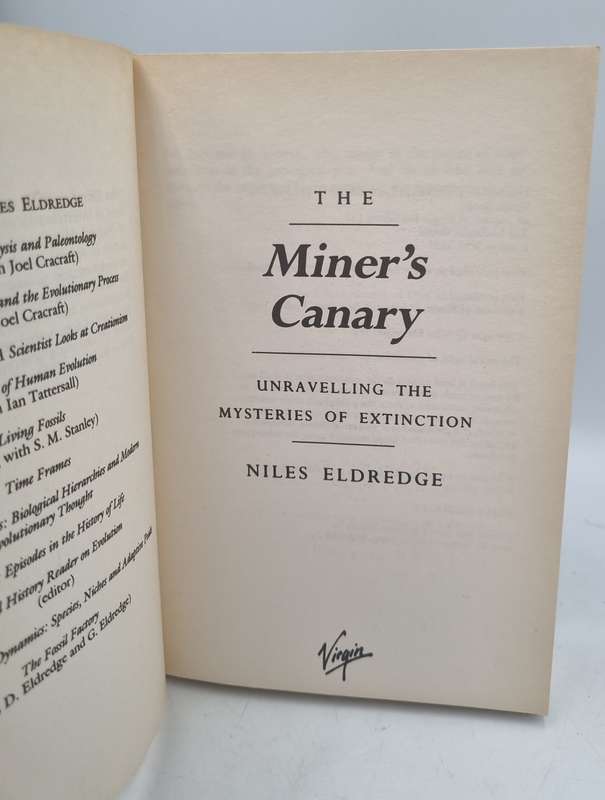 ES ELDREDGE
ysis and Paleontology
Joel Cracraft)
and the Evolutionary Process
oel Cracraft)
Scientist Looks at Creationism
of Human Evolution
Ian Tattersall)
Living Fossils
with S. M. Stanley)
Time Frames
s: Biological Hierarchies and Modern
volutionary Thought
Episodes in the History of Life
History Reader on Evolution
(editor)
Dynamics: Species, Niches and Adaptive Peaks
The Fossil Factory
D. Eldredge and G. Eldredge)
THE
Miner's
Canary
UNRAVELLING THE
MYSTERIES OF EXTINCTION
NILES ELDREDGE
Virgin